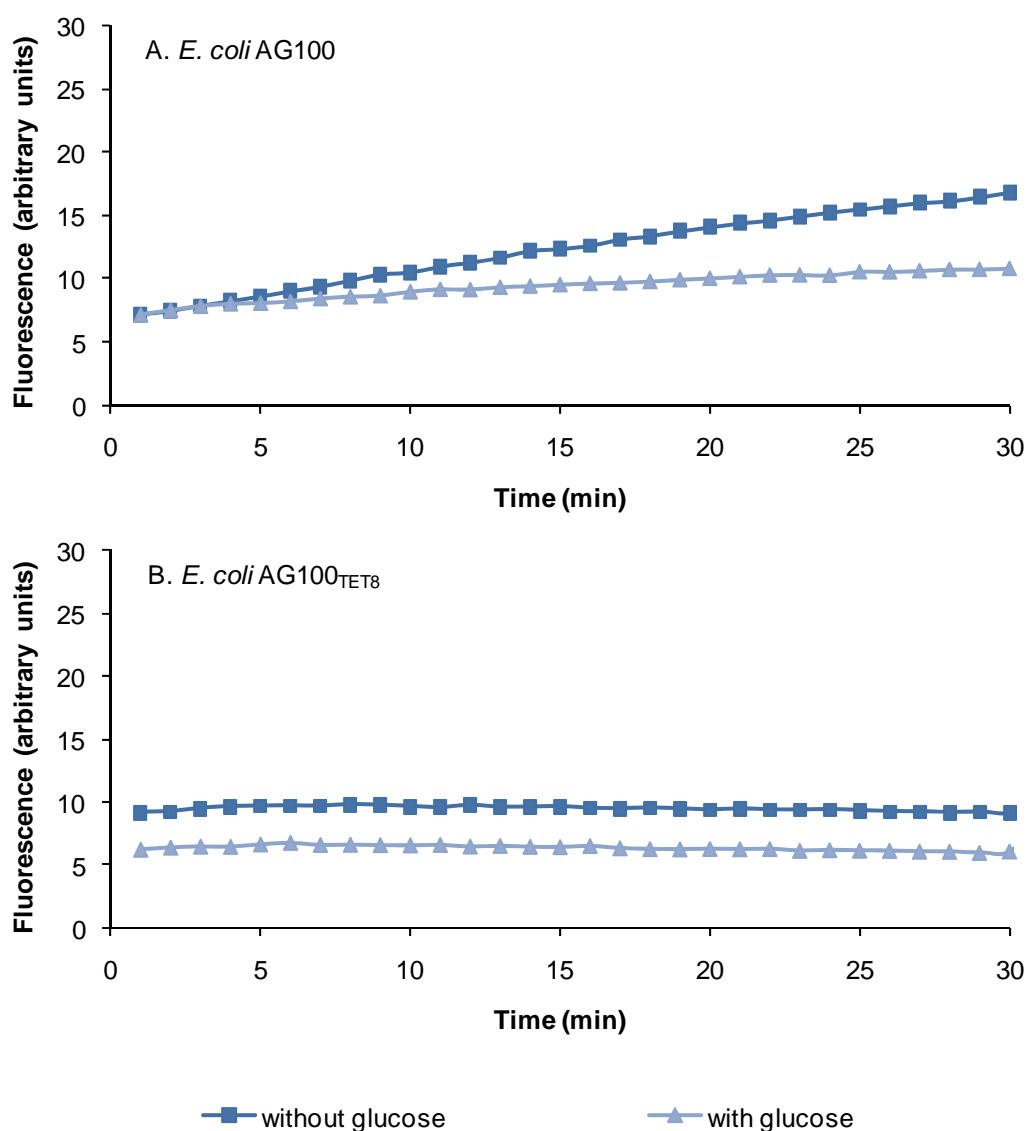 A. E. coli AG100
Fluorescence (arbitrary units)
30
25
20
15
10
5
0
0 5 10 15 20 25 30
Time (min)
B. E. coli AG100TET8
Fluorescence (arbitrary units)
30
25
20
15
10
5
0
0 5 10 15 20 25 30
Time (min)
without glucose with glucose